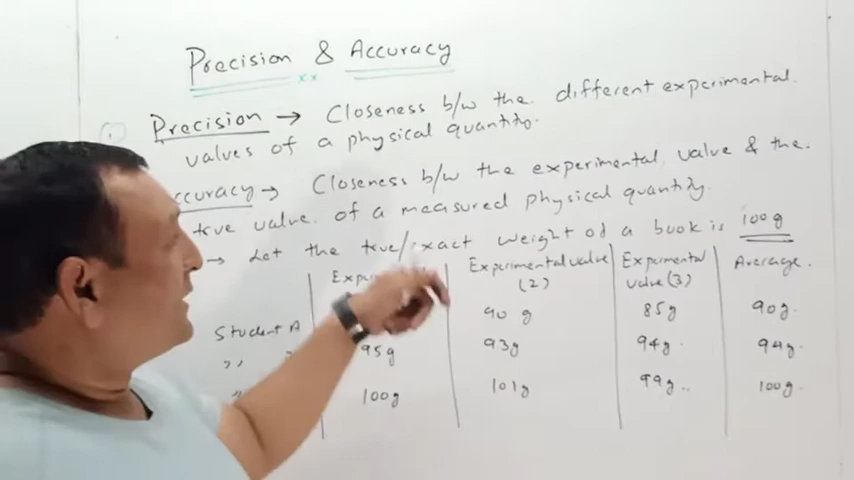 Precision & Accuracy
Precision → Closeness b/w the different experimental
values of a physical quantity.
ccuracy → Closeness b/w the experimental value & the
true value of a measured physical quantity.
→ Let the true/exact weight of a book is 100g
Experimental value Experimental Average
(2) value (3)
Student A 90 g 85g 90g
,, 95g 93g 94g 94g
,, 100g 101g 99g 100g